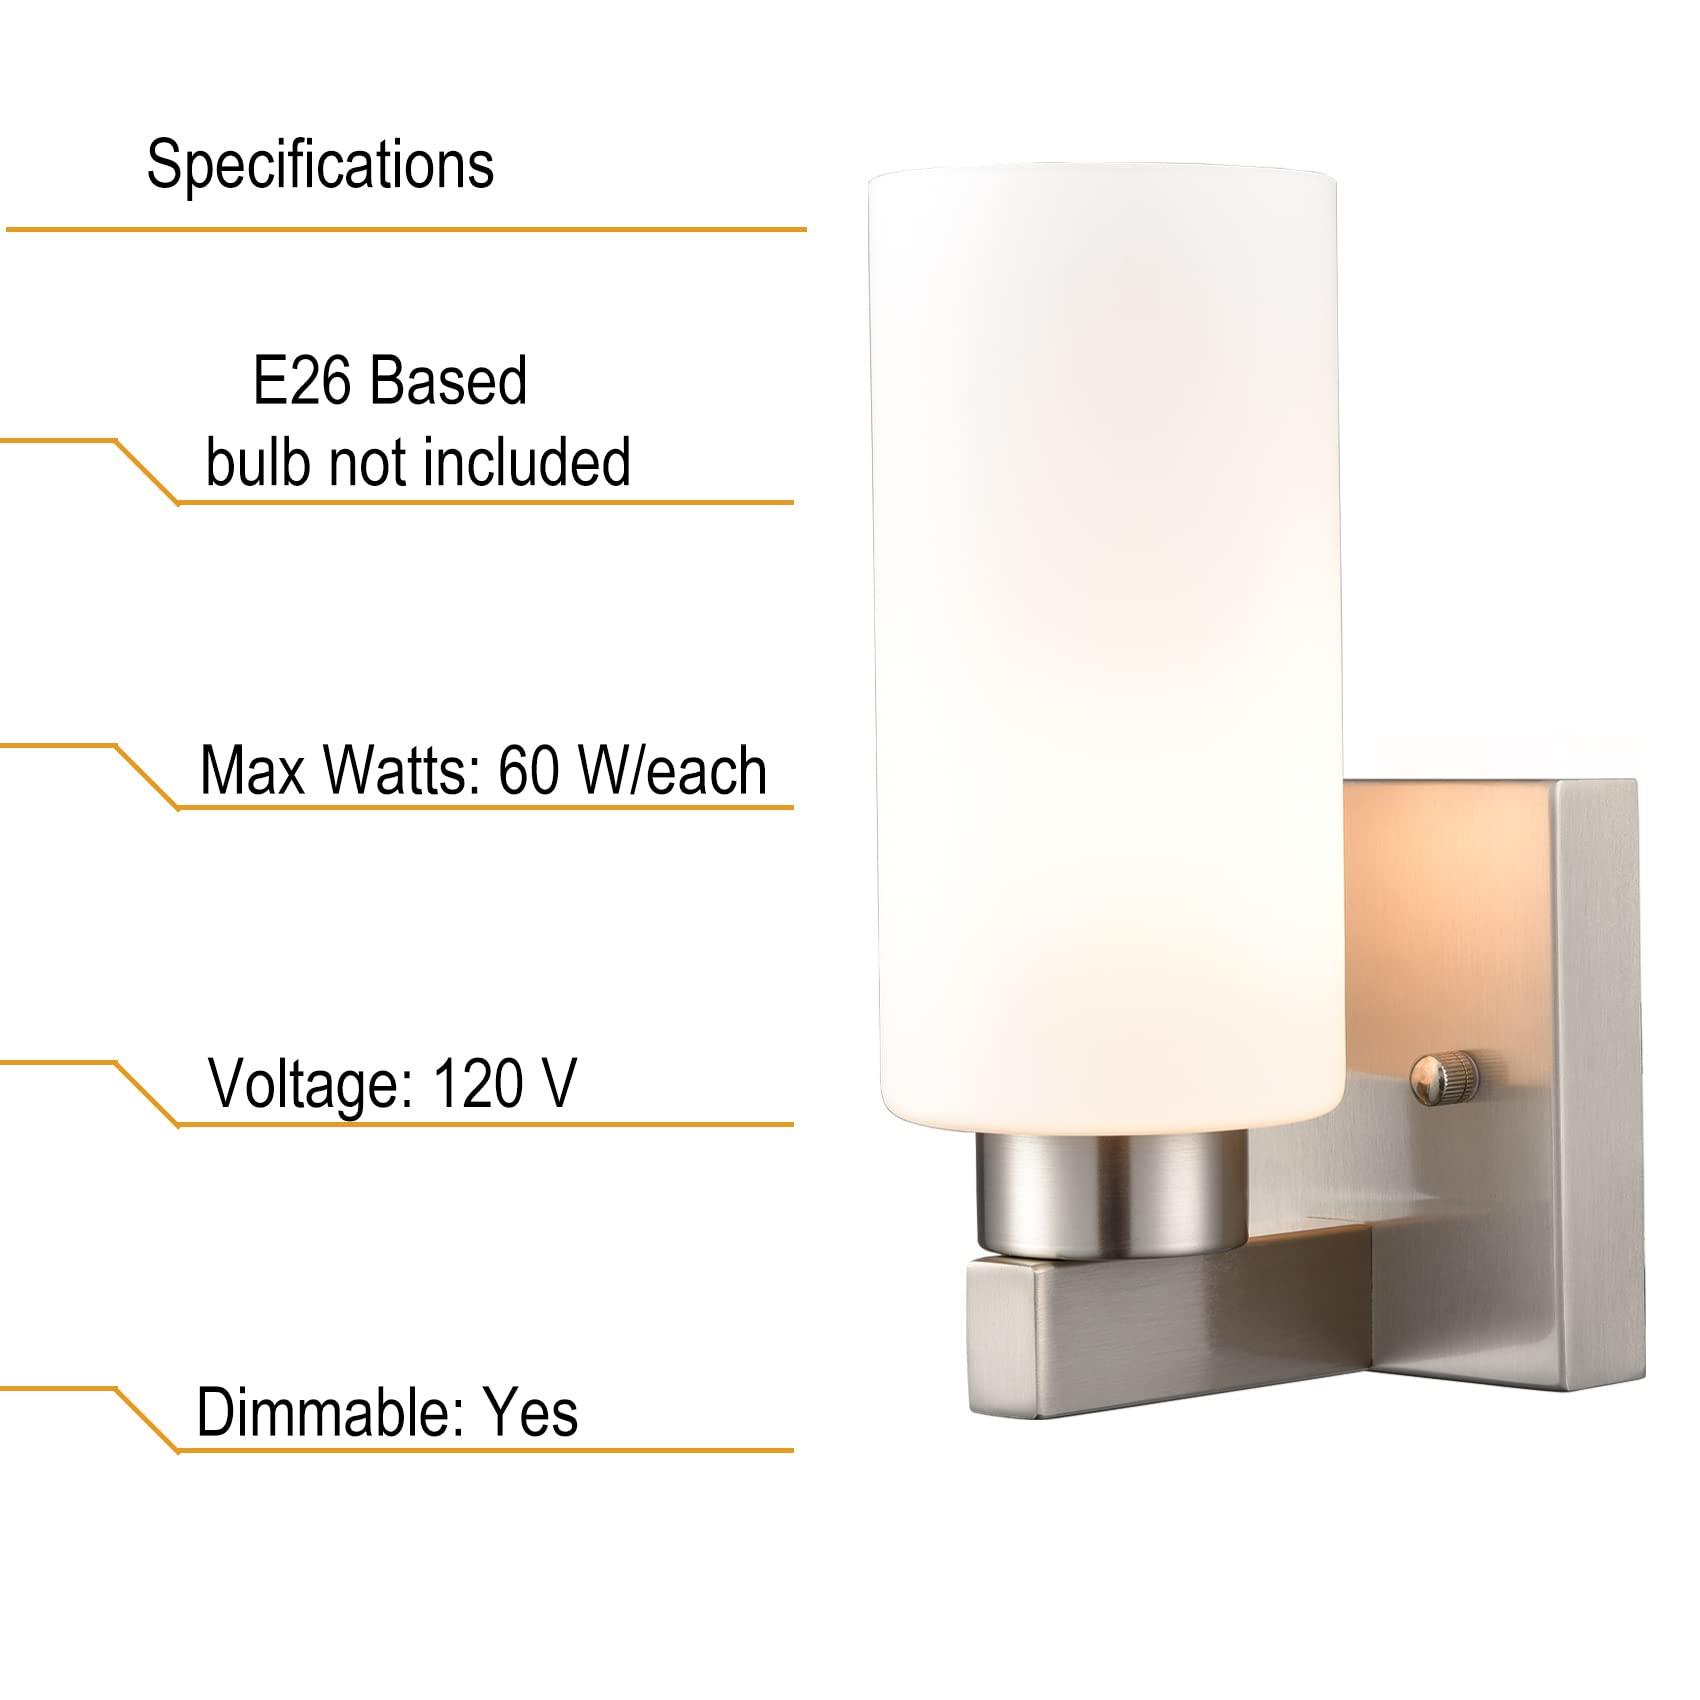 Specifications
E26 Based
bulb not included
Max Watts: 60 W/each
Voltage: 120 V
Dimmable: Yes